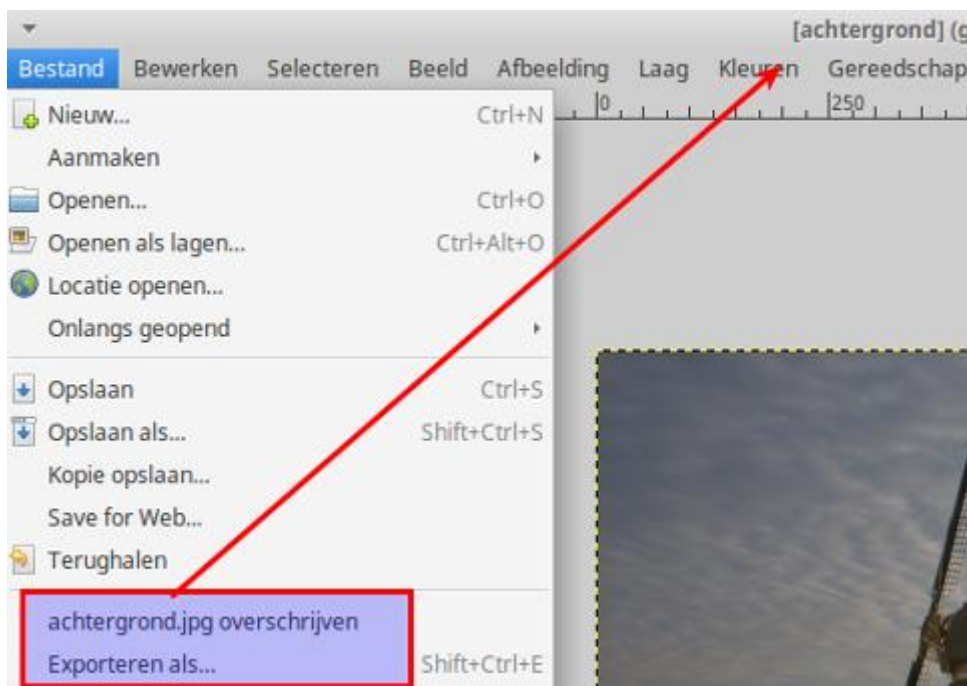 [achtergrond] (g
Bestand Bewerken Selecteren Beeld Afbeelding Laag Kleuren Gereedschap
0 250
Nieuw... Ctrl+N
Aanmaken
Openen... Ctrl+O
Openen als lagen... Ctrl+Alt+O
Locatie openen...
Onlangs geopend
Opslaan Ctrl+S
Opslaan als... Shift+Ctrl+S
Kopie opslaan...
Save for Web...
Terughalen
achtergrond.jpg overschrijven
Exporteren als... Shift+Ctrl+E